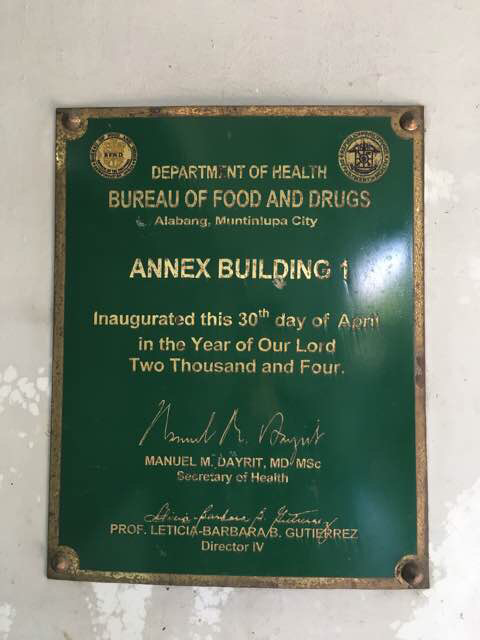 DEPARTMENT OF HEALTH
BUREAU OF FOOD AND DRUGS
Alabang, Muntinlupa City
ANNEX BUILDING 1
Inaugurated this 30th day of April
in the Year of Our Lord
Two Thousand and Four.
MANUEL M. DAYRIT, MD MSc
Secretary of Health
PROF. LETICIA-BARBARA B. GUTIERREZ
Director IV